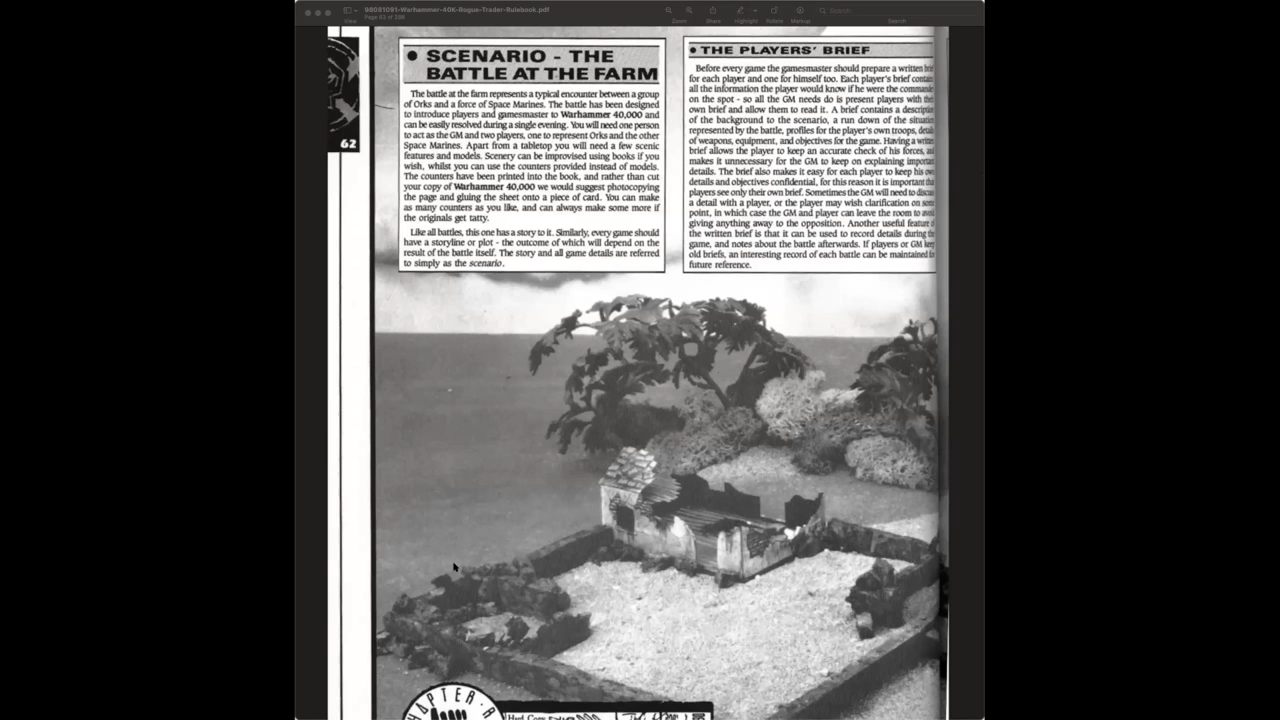 98091091-Warhammer-40K-Rogue-Trader-Rulebook.pdf
View
Zoom
Share
Highlight
Rotate
Markup
Search
62
● SCENARIO - THE
BATTLE AT THE FARM
The battle at the farm represents a typical encounter between a group
of Orks and a force of Space Marines. The battle has been designed
to introduce players and gamesmaster to Warhammer 40,000 and
can be easily resolved during a single evening. You will need one person
to act as the GM and two players, one to represent Orks and the other
Space Marines. Apart from a tabletop you will need a few scenic
features and models. Scenery can be improvised using books if you
wish, whilst you can use the counters provided instead of models.
The counters have been printed into the book, and rather than cut
your copy of Warhammer 40,000 we would suggest photocopying
the page and gluing the sheet onto a piece of card. You can make
as many counters as you like, and can always make some more if
the originals get tatty.
Like all battles, this one has a story to it. Similarly, every game should
have a storyline or plot - the outcome of which will depend on the
result of the battle itself. The story and all game details are referred
to simply as the scenario.
● THE PLAYERS' BRIEF
Before every game the gamesmaster should prepare a written
for each player and one for himself too. Each player's brief
all the information the player would know if he were the
on the spot - so all the GM needs do is present players with
own brief and allow them to read it. A brief contains a
of the background to the scenario, a run down of the
represented by the battle, profiles for the player's own troops,
of weapons, equipment, and objectives for the game. Having a
brief allows the player to keep an accurate check of his forces,
makes it unnecessary for the GM to keep on explaining
details. The brief also makes it easy for each player to keep his
details and objectives confidential, for this reason it is important
players see only their own brief. Sometimes the GM will need to
a detail with a player, or the player may wish clarification on
point, in which case the GM and player can leave the room to
giving anything away to the opposition. Another useful feature
the written brief is that it can be used to record details during
game, and notes about the battle afterwards. If players or GM
old briefs, an interesting record of each battle can be maintained
future reference.
HAPTER
Hard Copy